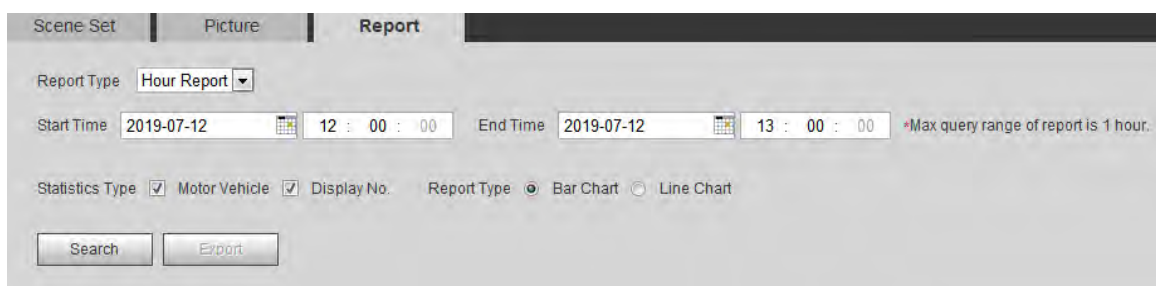 Scene Set Picture Report
Report Type Hour Report
Start Time 2019-07-12 12 : 00 : 00 End Time 2019-07-12 13 : 00 : 00 *Max query range of report is 1 hour.
Statistics Type Motor Vehicle Display No. Report Type Bar Chart Line Chart
Search Export